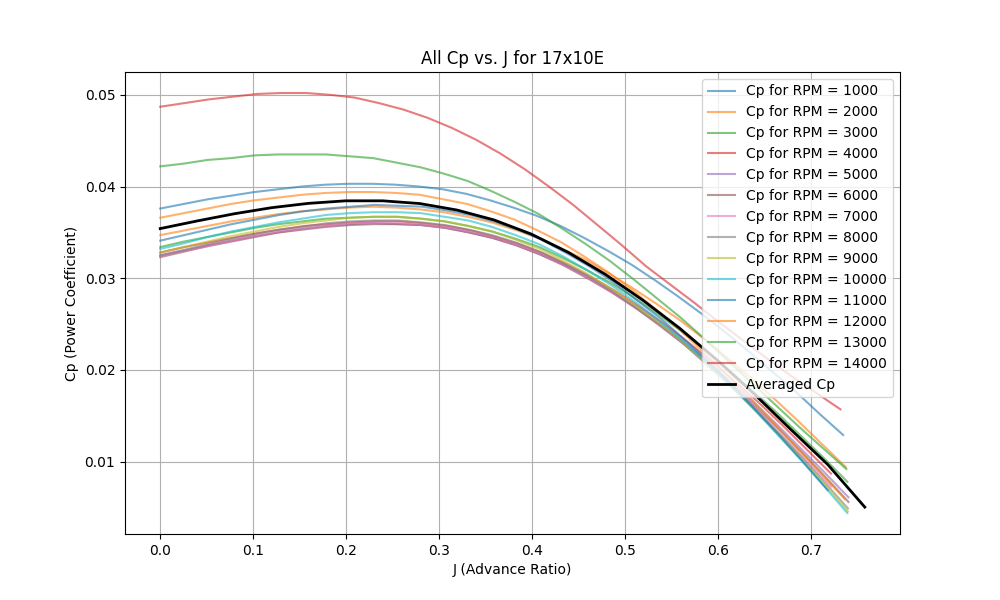 All Cp vs. J for 17x10E
Cp (Power Coefficient)
0.05
0.04
0.03
0.02
0.01
0.0 0.1 0.2 0.3 0.4 0.5 0.6 0.7
J (Advance Ratio)
Cp for RPM = 1000
Cp for RPM = 2000
Cp for RPM = 3000
Cp for RPM = 4000
Cp for RPM = 5000
Cp for RPM = 6000
Cp for RPM = 7000
Cp for RPM = 8000
Cp for RPM = 9000
Cp for RPM = 10000
Cp for RPM = 11000
Cp for RPM = 12000
Cp for RPM = 13000
Cp for RPM = 14000
Averaged Cp